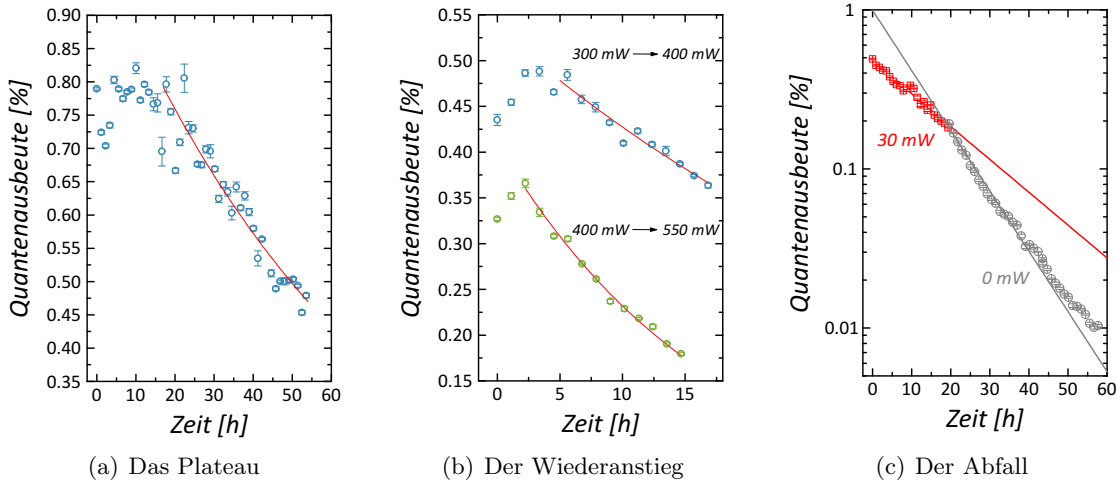 Quantenausbeute [%]
0.90
0.85
0.80
0.75
0.70
0.65
0.60
0.55
0.50
0.45
0.40
0.35
0 10 20 30 40 50 60
Zeit [h]
(a) Das Plateau
Quantenausbeute [%]
0.55
0.50
0.45
0.40
0.35
0.30
0.25
0.20
0.15
300 mW → 400 mW
400 mW → 550 mW
0 5 10 15
Zeit [h]
(b) Der Wiederanstieg
Quantenausbeute [%]
1
0.1
0.01
30 mW
0 mW
0 10 20 30 40 50 60
Zeit [h]
(c) Der Abfall